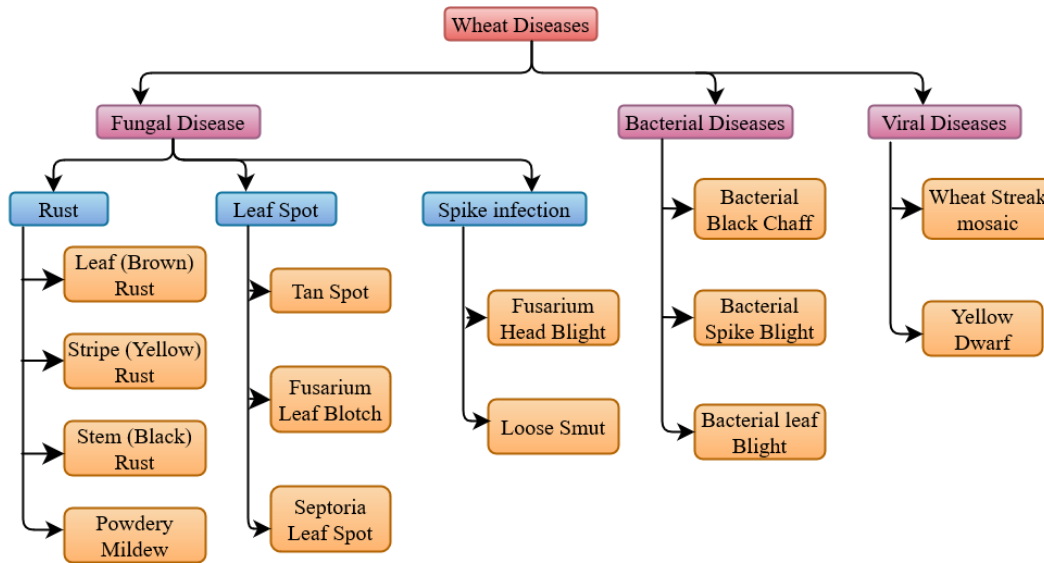 Wheat Diseases
Fungal Disease
Bacterial Diseases
Viral Diseases
Rust
Leaf Spot
Spike infection
Leaf (Brown)
Rust
Stripe (Yellow)
Rust
Stem (Black)
Rust
Powdery
Mildew
Tan Spot
Fusarium
Leaf Blotch
Septoria
Leaf Spot
Fusarium
Head Blight
Loose Smut
Bacterial
Black Chaff
Bacterial
Spike Blight
Bacterial leaf
Blight
Wheat Streak
mosaic
Yellow
Dwarf